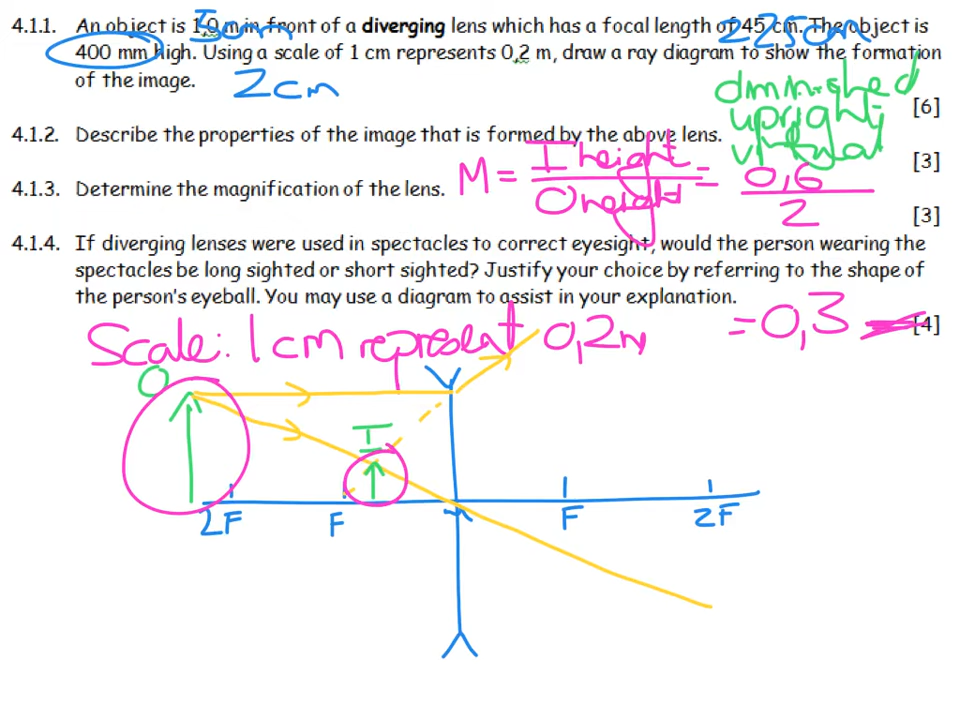 4.1.1. An object is 1,0 m in front of a diverging lens which has a focal length of 45 cm. The object is
5cm
225cm
400 mm high. Using a scale of 1 cm represents 0,2 m, draw a ray diagram to show the formation
of the image.
2cm
diminished
[6]
upright
4.1.2. Describe the properties of the image that is formed by the above lens.
virtual
[3]
4.1.3. Determine the magnification of the lens.
M = I height / O height = 0,6 / 2
[3]
4.1.4. If diverging lenses were used in spectacles to correct eyesight, would the person wearing the
spectacles be long sighted or short sighted? Justify your choice by referring to the shape of
the person's eyeball. You may use a diagram to assist in your explanation.
= 0,3
[4]
Scale: 1cm represent 0,2m
O
I
2F F F 2F